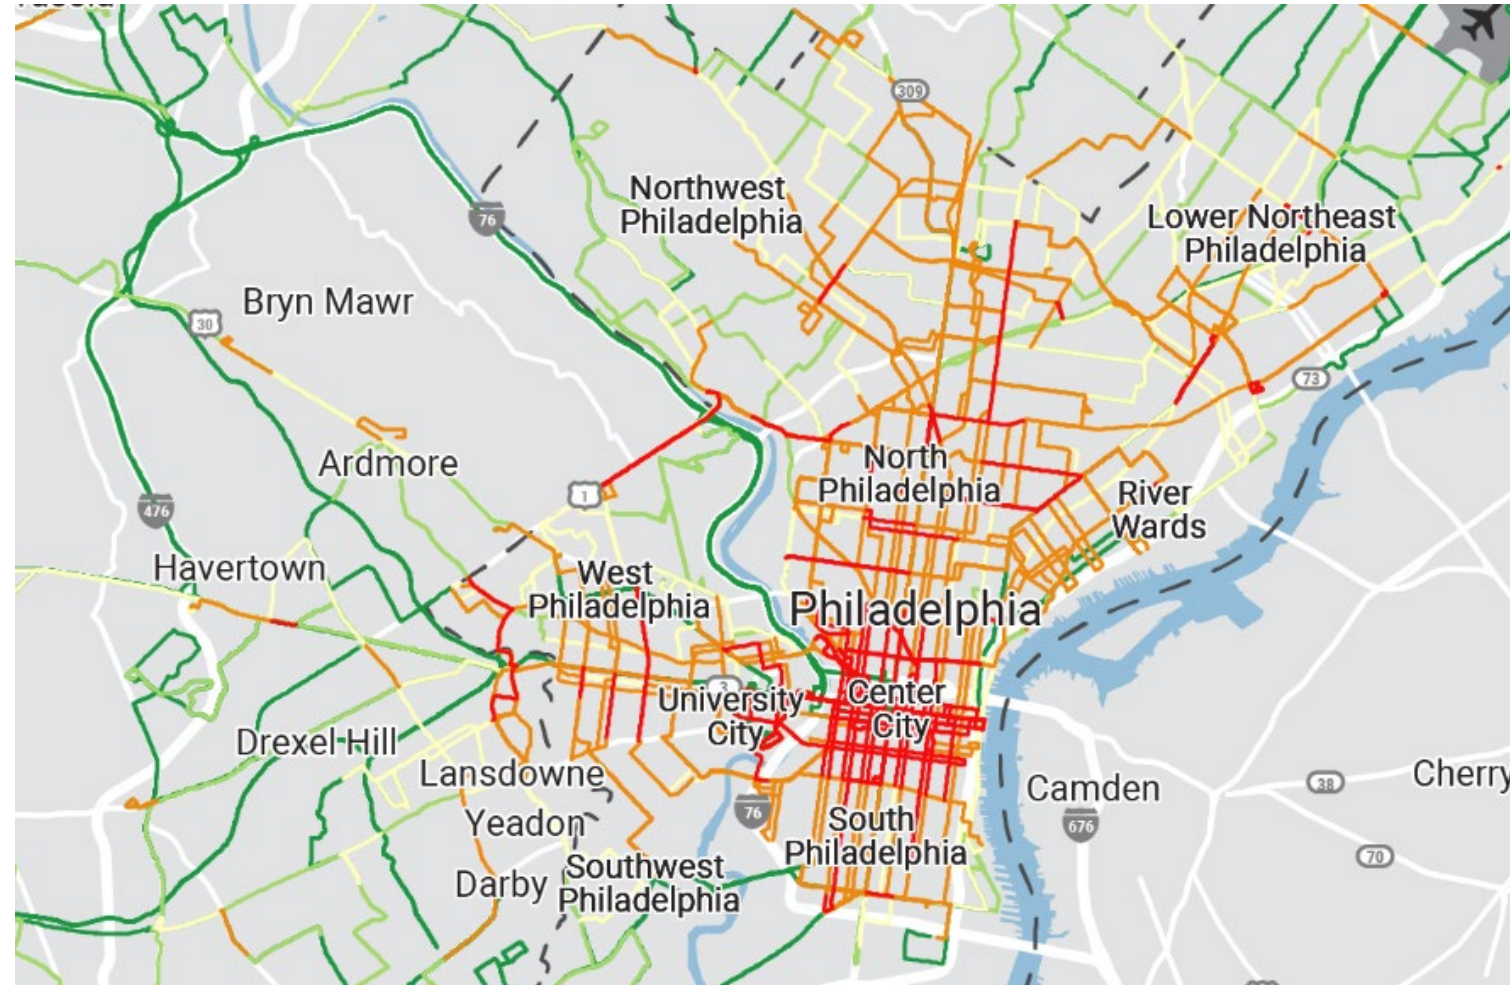 309
Northwest
Philadelphia
76
Lower Northeast
Philadelphia
Bryn Mawr
30
73
Ardmore
North
Philadelphia
1
River
Wards
476
Havertown
West
Philadelphia
Philadelphia
3
University
City
Center
City
Drexel Hill
Lansdowne
Camden
38
Cherry
76
Yeadon
South
Philadelphia
676
70
Darby
Southwest
Philadelphia